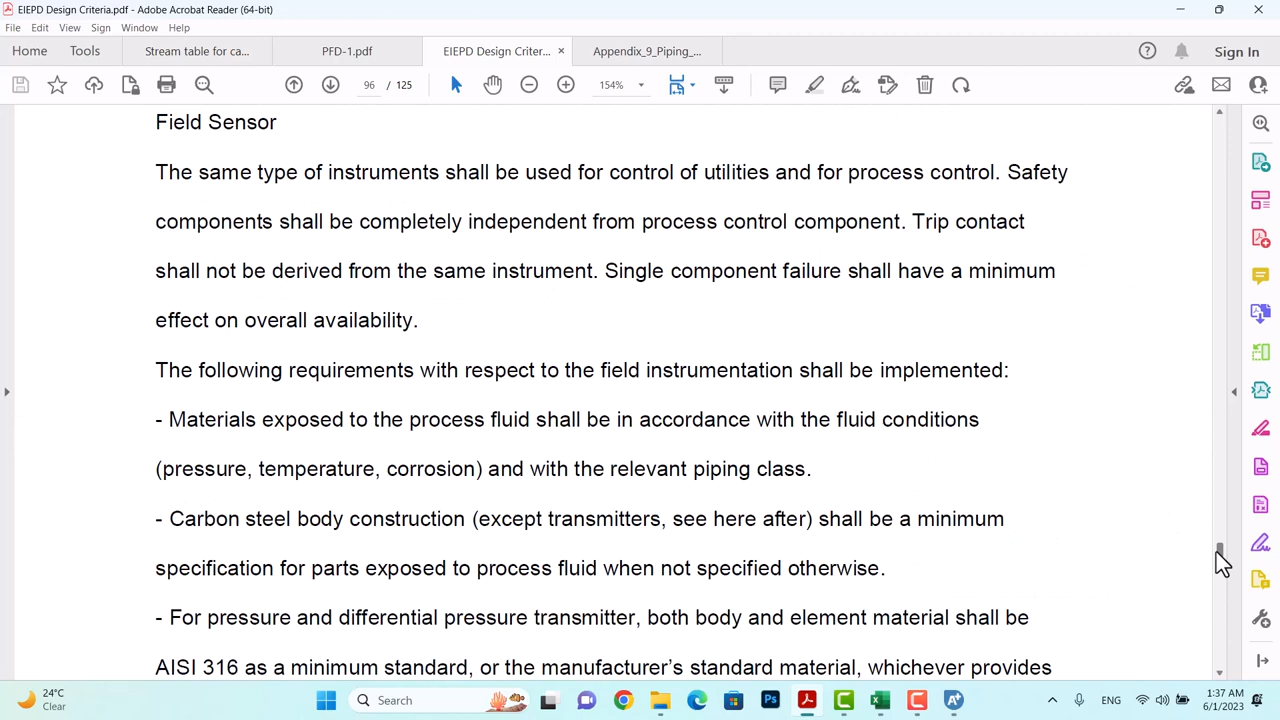 EIEPD Design Criteria.pdf - Adobe Acrobat Reader (64-bit)
File Edit View Sign Window Help
Home Tools Stream table for ca... PFD-1.pdf EIEPD Design Criter... × Appendix_9_Piping_... Sign In
96 / 125 154%
Field Sensor
The same type of instruments shall be used for control of utilities and for process control. Safety
components shall be completely independent from process control component. Trip contact
shall not be derived from the same instrument. Single component failure shall have a minimum
effect on overall availability.
The following requirements with respect to the field instrumentation shall be implemented:
- Materials exposed to the process fluid shall be in accordance with the fluid conditions
(pressure, temperature, corrosion) and with the relevant piping class.
- Carbon steel body construction (except transmitters, see here after) shall be a minimum
specification for parts exposed to process fluid when not specified otherwise.
- For pressure and differential pressure transmitter, both body and element material shall be
AISI 316 as a minimum standard, or the manufacturer's standard material, whichever provides
24°C
Clear
Search
ENG
1:37 AM
6/1/2023